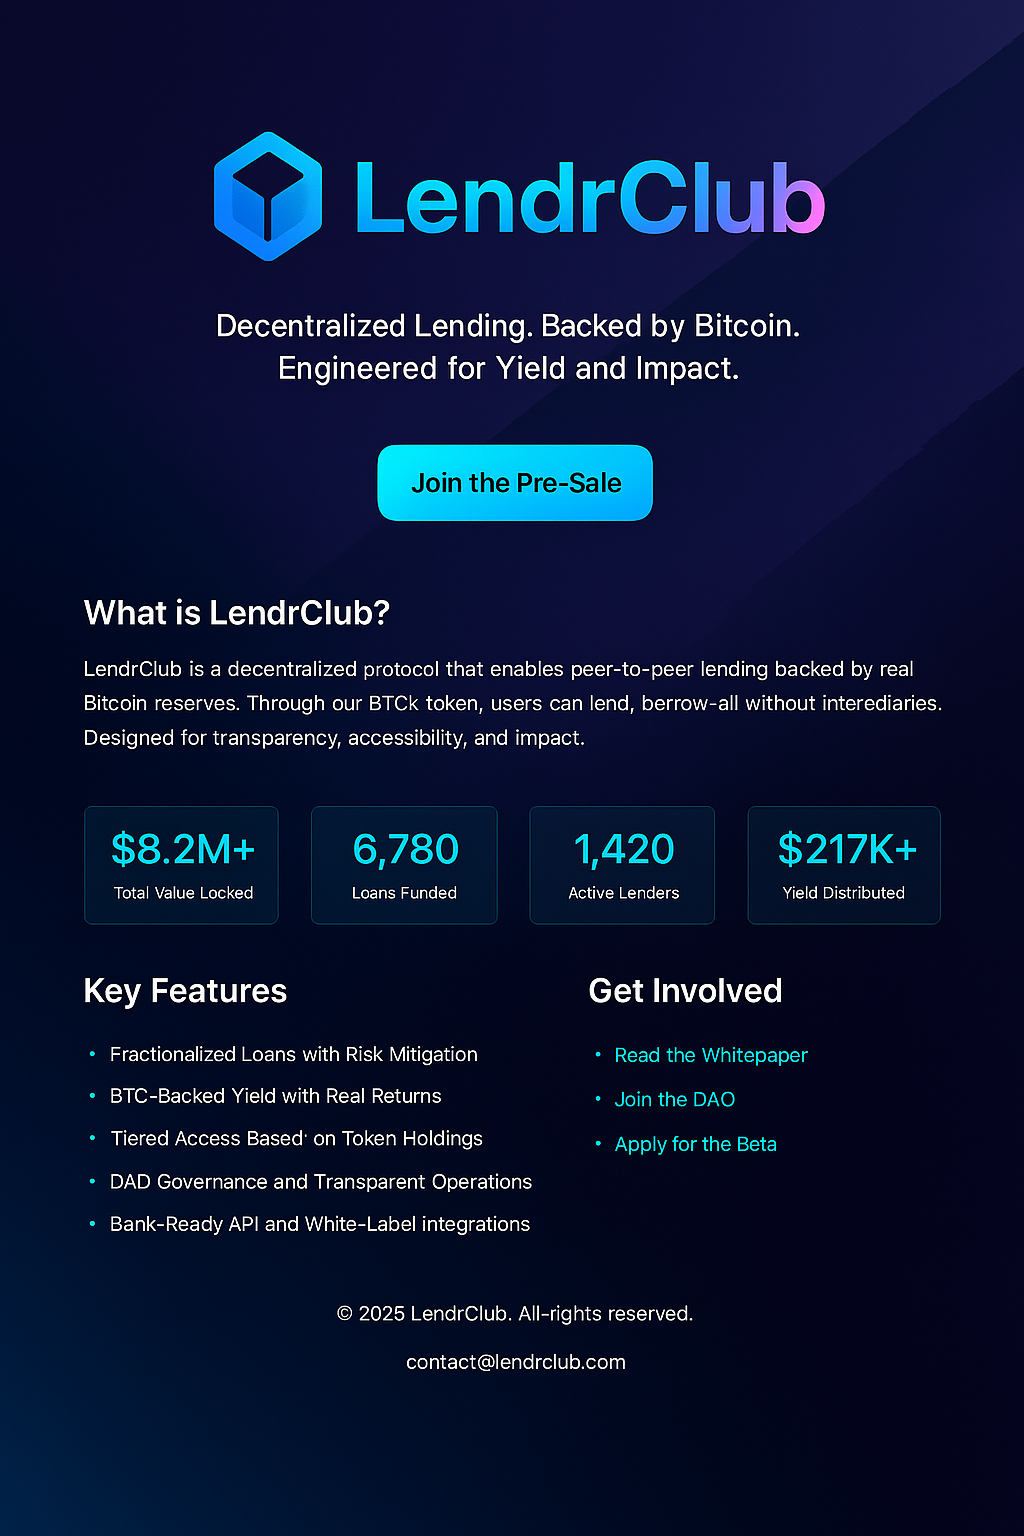 LendrClub
Decentralized Lending. Backed by Bitcoin.
Engineered for Yield and Impact.
Join the Pre-Sale
What is LendrClub?
LendrClub is a decentralized protocol that enables peer-to-peer lending backed by real
Bitcoin reserves. Through our BTCk token, users can lend, berrow-all without interediaries.
Designed for transparency, accessibility, and impact.
$8.2M+
Total Value Locked
6,780
Loans Funded
1,420
Active Lenders
$217K+
Yield Distributed
Key Features
• Fractionalized Loans with Risk Mitigation
• BTC-Backed Yield with Real Returns
• Tiered Access Based· on Token Holdings
• DAD Governance and Transparent Operations
• Bank-Ready API and White-Label integrations
Get Involved
• Read the Whitepaper
• Join the DAO
• Apply for the Beta
© 2025 LendrClub. All-rights reserved.
contact@lendrclub.com